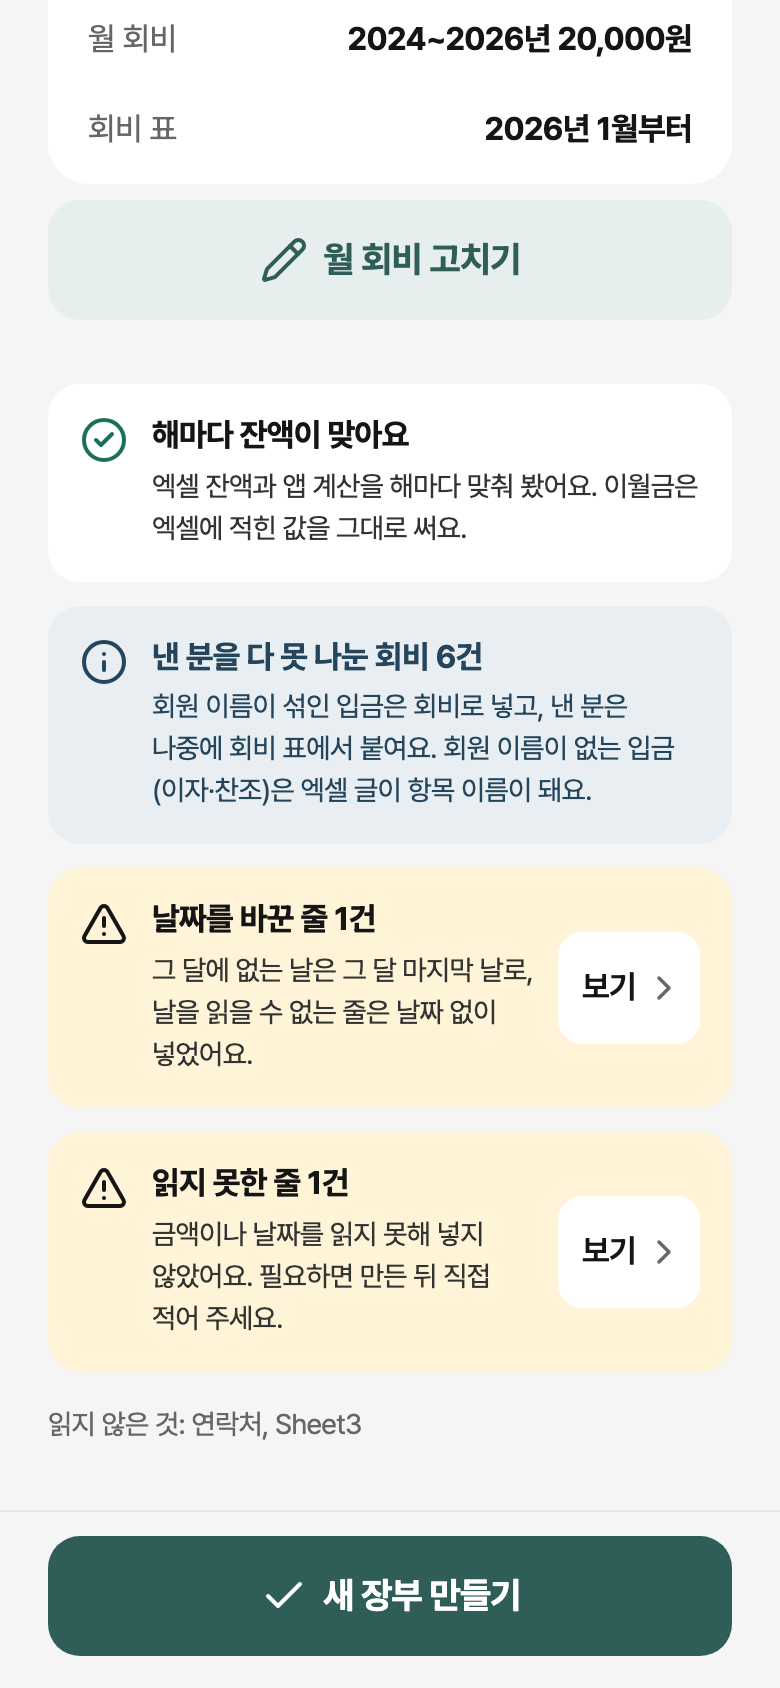 월 회비 2024~2026년 20,000원
회비 표 2026년 1월부터
월 회비 고치기
해마다 잔액이 맞아요
엑셀 잔액과 앱 계산을 해마다 맞춰 봤어요. 이월금은
엑셀에 적힌 값을 그대로 써요.
낸 분을 다 못 나눈 회비 6건
회원 이름이 섞인 입금은 회비로 넣고, 낸 분은
나중에 회비 표에서 붙여요. 회원 이름이 없는 입금
(이자·찬조)은 엑셀 글이 항목 이름이 돼요.
날짜를 바꾼 줄 1건
그 달에 없는 날은 그 달 마지막 날로,
날을 읽을 수 없는 줄은 날짜 없이
넣었어요.
보기
읽지 못한 줄 1건
금액이나 날짜를 읽지 못해 넣지
않았어요. 필요하면 만든 뒤 직접
적어 주세요.
보기
읽지 않은 것: 연락처, Sheet3
새 장부 만들기